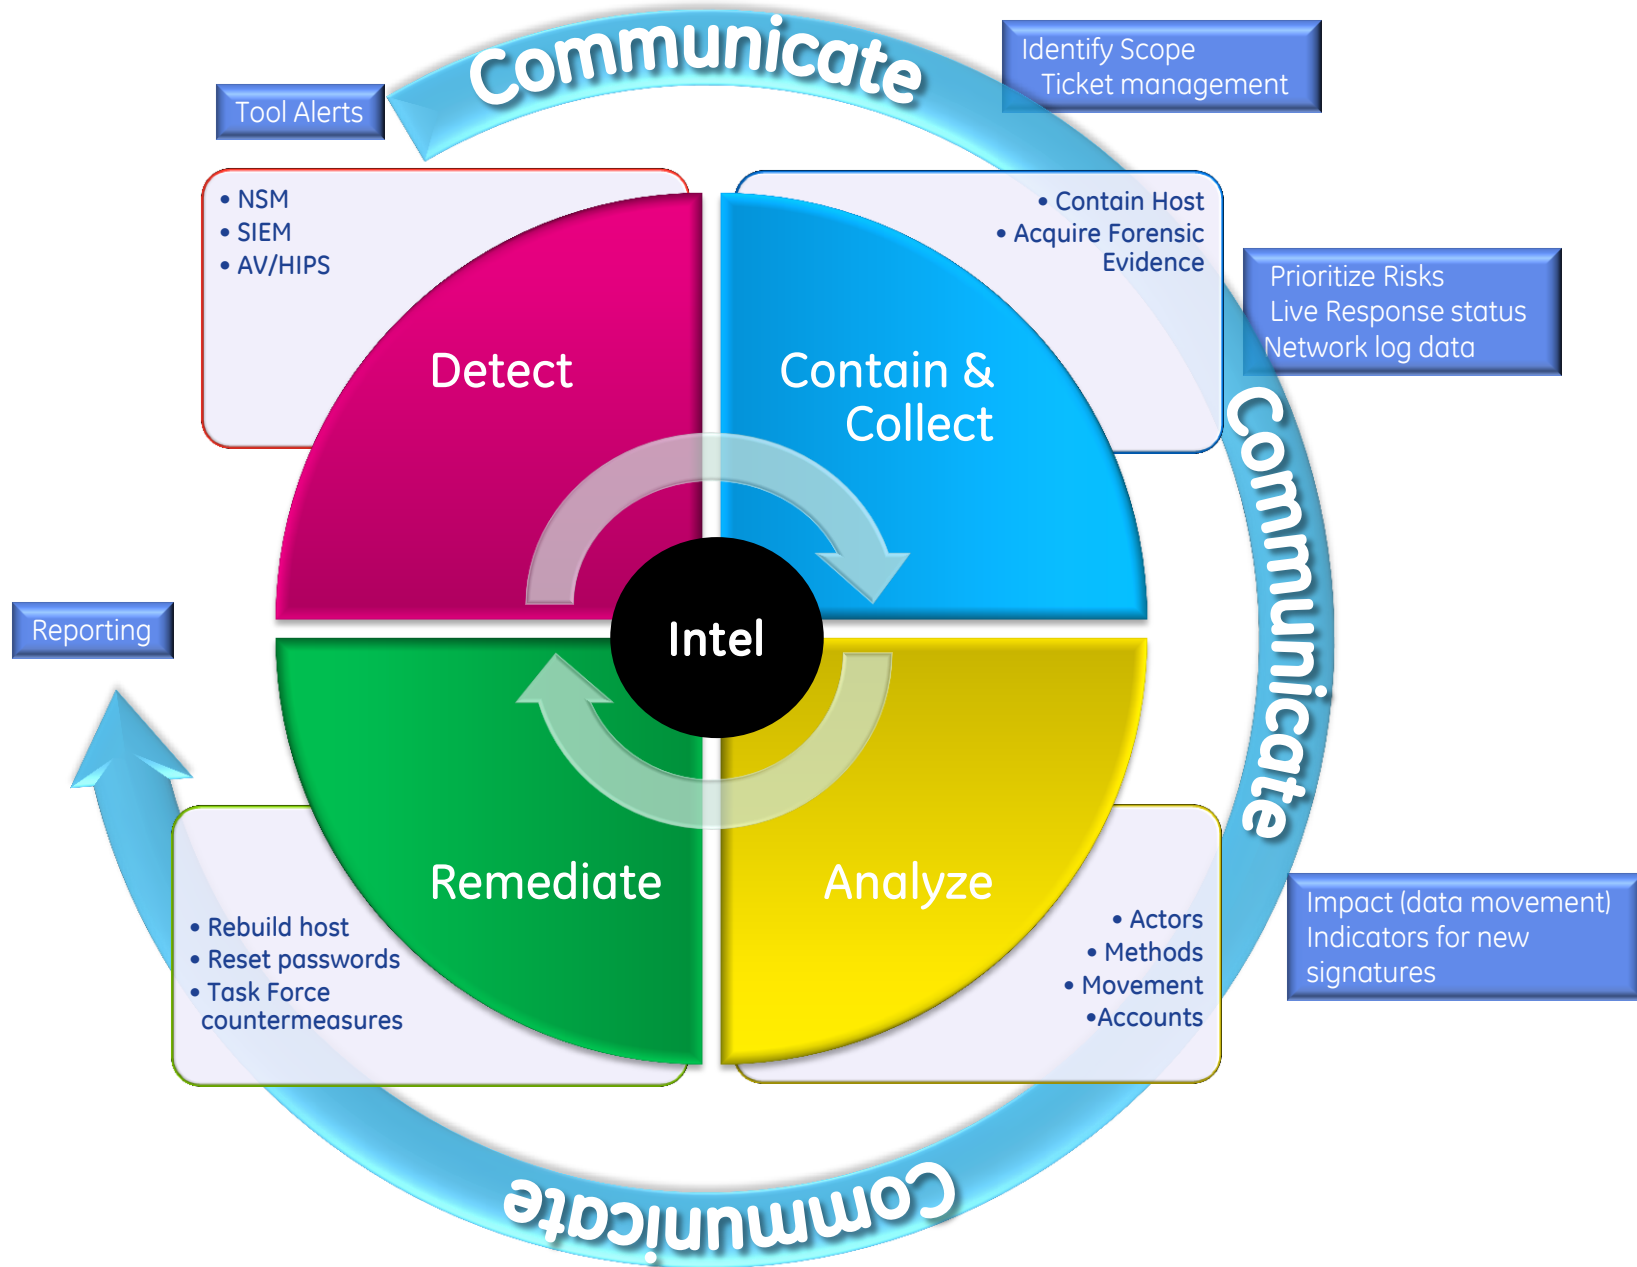 Communicate
Identify Scope
Ticket management
Tool Alerts
• NSM
• SIEM
• AV/HIPS
• Contain Host
• Acquire Forensic
Evidence
Prioritize Risks
Live Response status
Network log data
Detect
Contain &
Collect
Communicate
Intel
Reporting
Remediate
Analyze
• Rebuild host
• Reset passwords
• Task Force
countermeasures
• Actors
• Methods
• Movement
•Accounts
Impact (data movement)
Indicators for new
signatures
Communicate